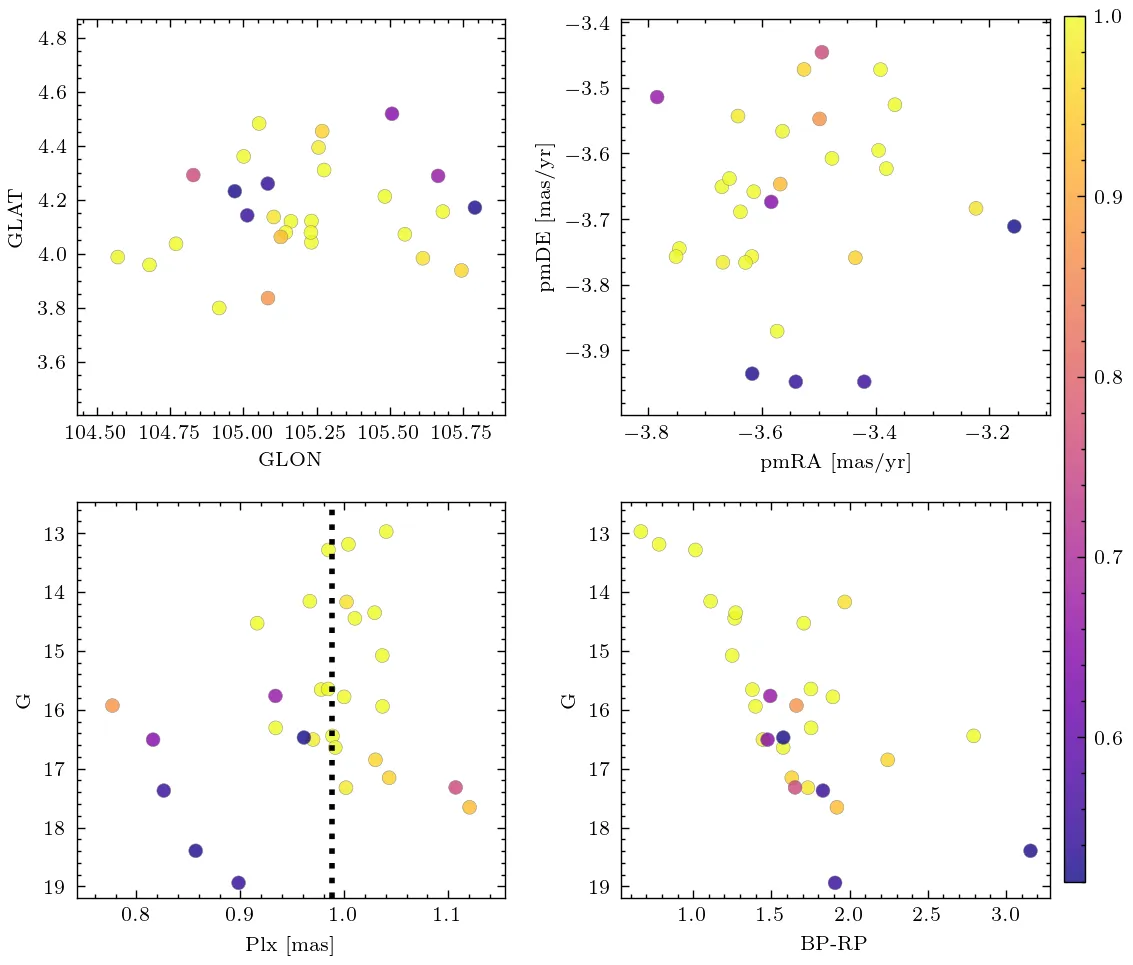 4.8
4.6
4.4
4.2
4.0
3.8
3.6
GLAT
104.50 104.75 105.00 105.25 105.50 105.75
GLON
−3.4
−3.5
−3.6
−3.7
−3.8
−3.9
pmDE [mas/yr]
−3.8 −3.6 −3.4 −3.2
pmRA [mas/yr]
13
14
15
16
17
18
19
G
0.8 0.9 1.0 1.1
Plx [mas]
13
14
15
16
17
18
19
G
1.0 1.5 2.0 2.5 3.0
BP-RP
1.0
0.9
0.8
0.7
0.6